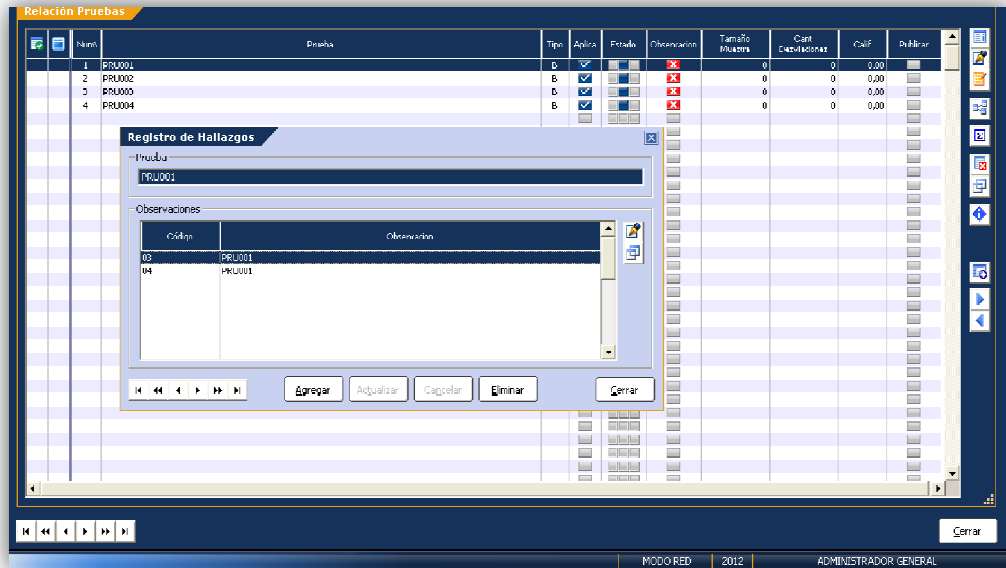 Relación Pruebas
Num Prueba Tipo Aplica Estado Observacion Tamaño Muestra Cant Desviaciones Calif Publicar
1 PRU001 B 0 0 0,00
2 PRU002 B 0 0 0,00
3 PRU003 B 0 0 0,00
4 PRU004 B 0 0 0,00
Registro de Hallazgos
Prueba
PRU001
Observaciones
Código Observacion
03 PRU001
04 PRU001
Agregar Actualizar Cancelar Eliminar Cerrar
Cerrar
MODO RED 2012 ADMINISTRADOR GENERAL